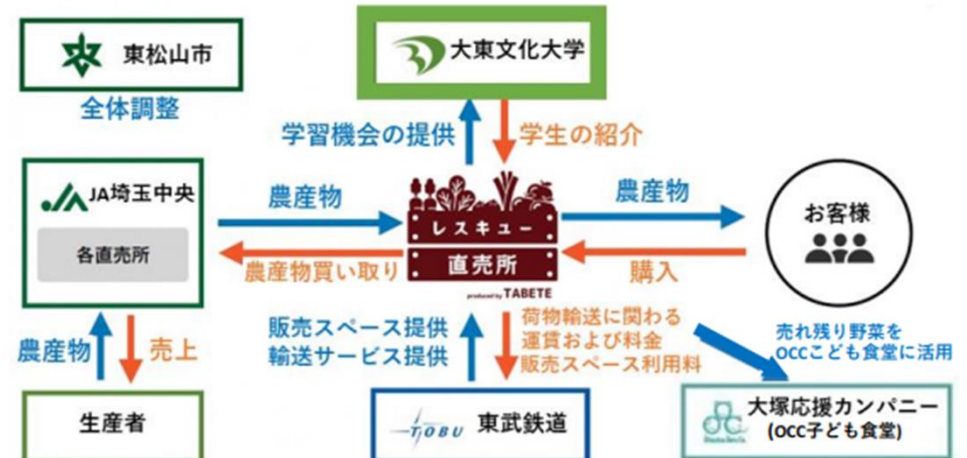 東松山市
全体調整
大東文化大学
学習機会の提供
学生の紹介
JA埼玉中央
各直売所
農産物
農産物買い取り
レスキュー
直売所
produced by TABETE
農産物
購入
お客様
農産物
売上
販売スペース提供
輸送サービス提供
荷物輸送に関わる
運賃および料金
販売スペース利用料
売れ残り野菜を
OCCこども食堂に活用
生産者
TOBU 東武鉄道
大塚応援カンパニー
(OCC子ども食堂)